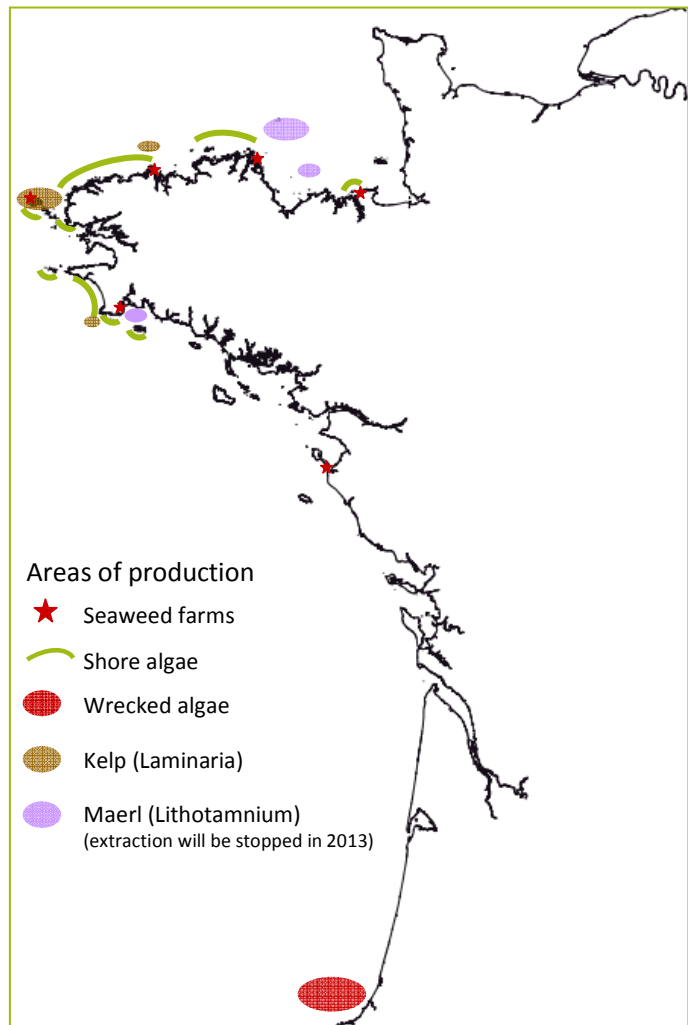 Areas of production
Seaweed farms
Shore algae
Wrecked algae
Kelp (Laminaria)
Maerl (Lithotamnium)
(extraction will be stopped in 2013)